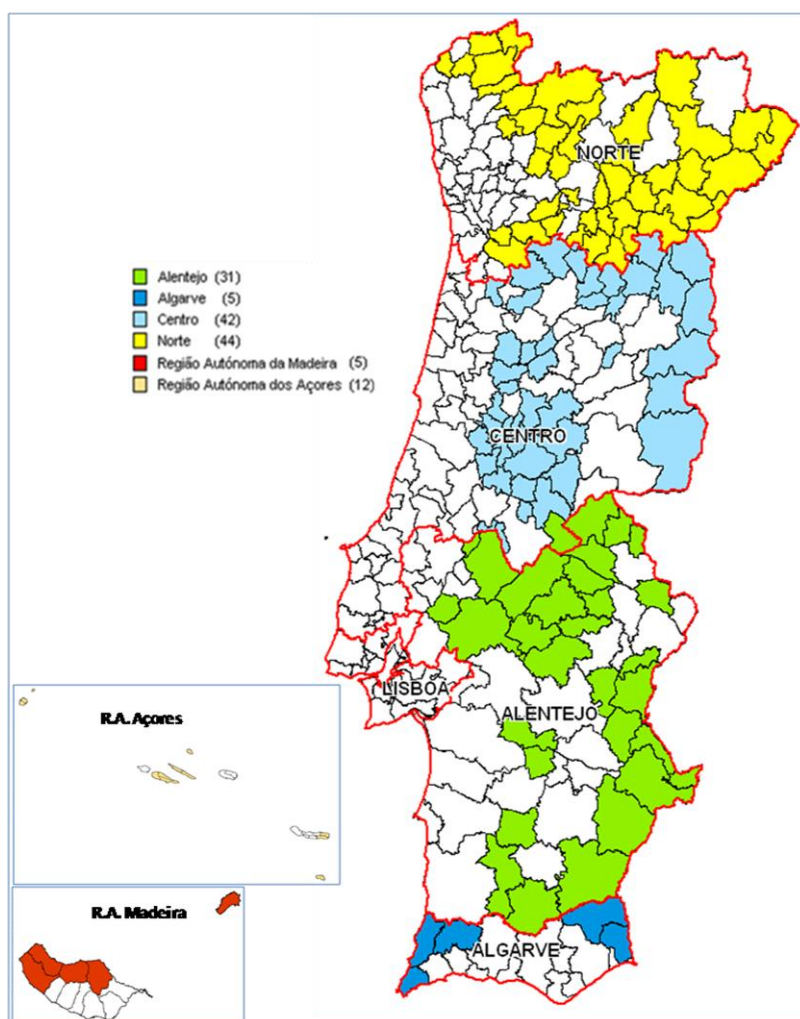 NORTE
Alentejo (31)
Algarve (5)
Centro (42)
Norte (44)
Região Autónoma da Madeira (5)
Região Autónoma dos Açores (12)
CENTRO
LISBOA
R.A. Açores
ALENTEJO
R.A. Madeira
ALGARVE